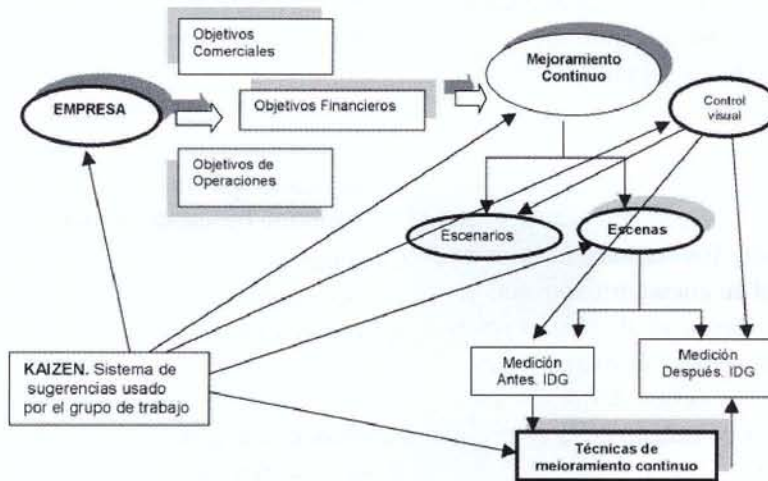 Objetivos
Comerciales
Mejoramiento
Continuo
EMPRESA
Objetivos Financieros
Control
visual
Objetivos de
Operaciones
Escenarios
Escenas
KAIZEN. Sistema de
sugerencias usado
por el grupo de trabajo
Medición
Antes. IDG
Medición
Después. IDG
Técnicas de
mejoramiento continuo